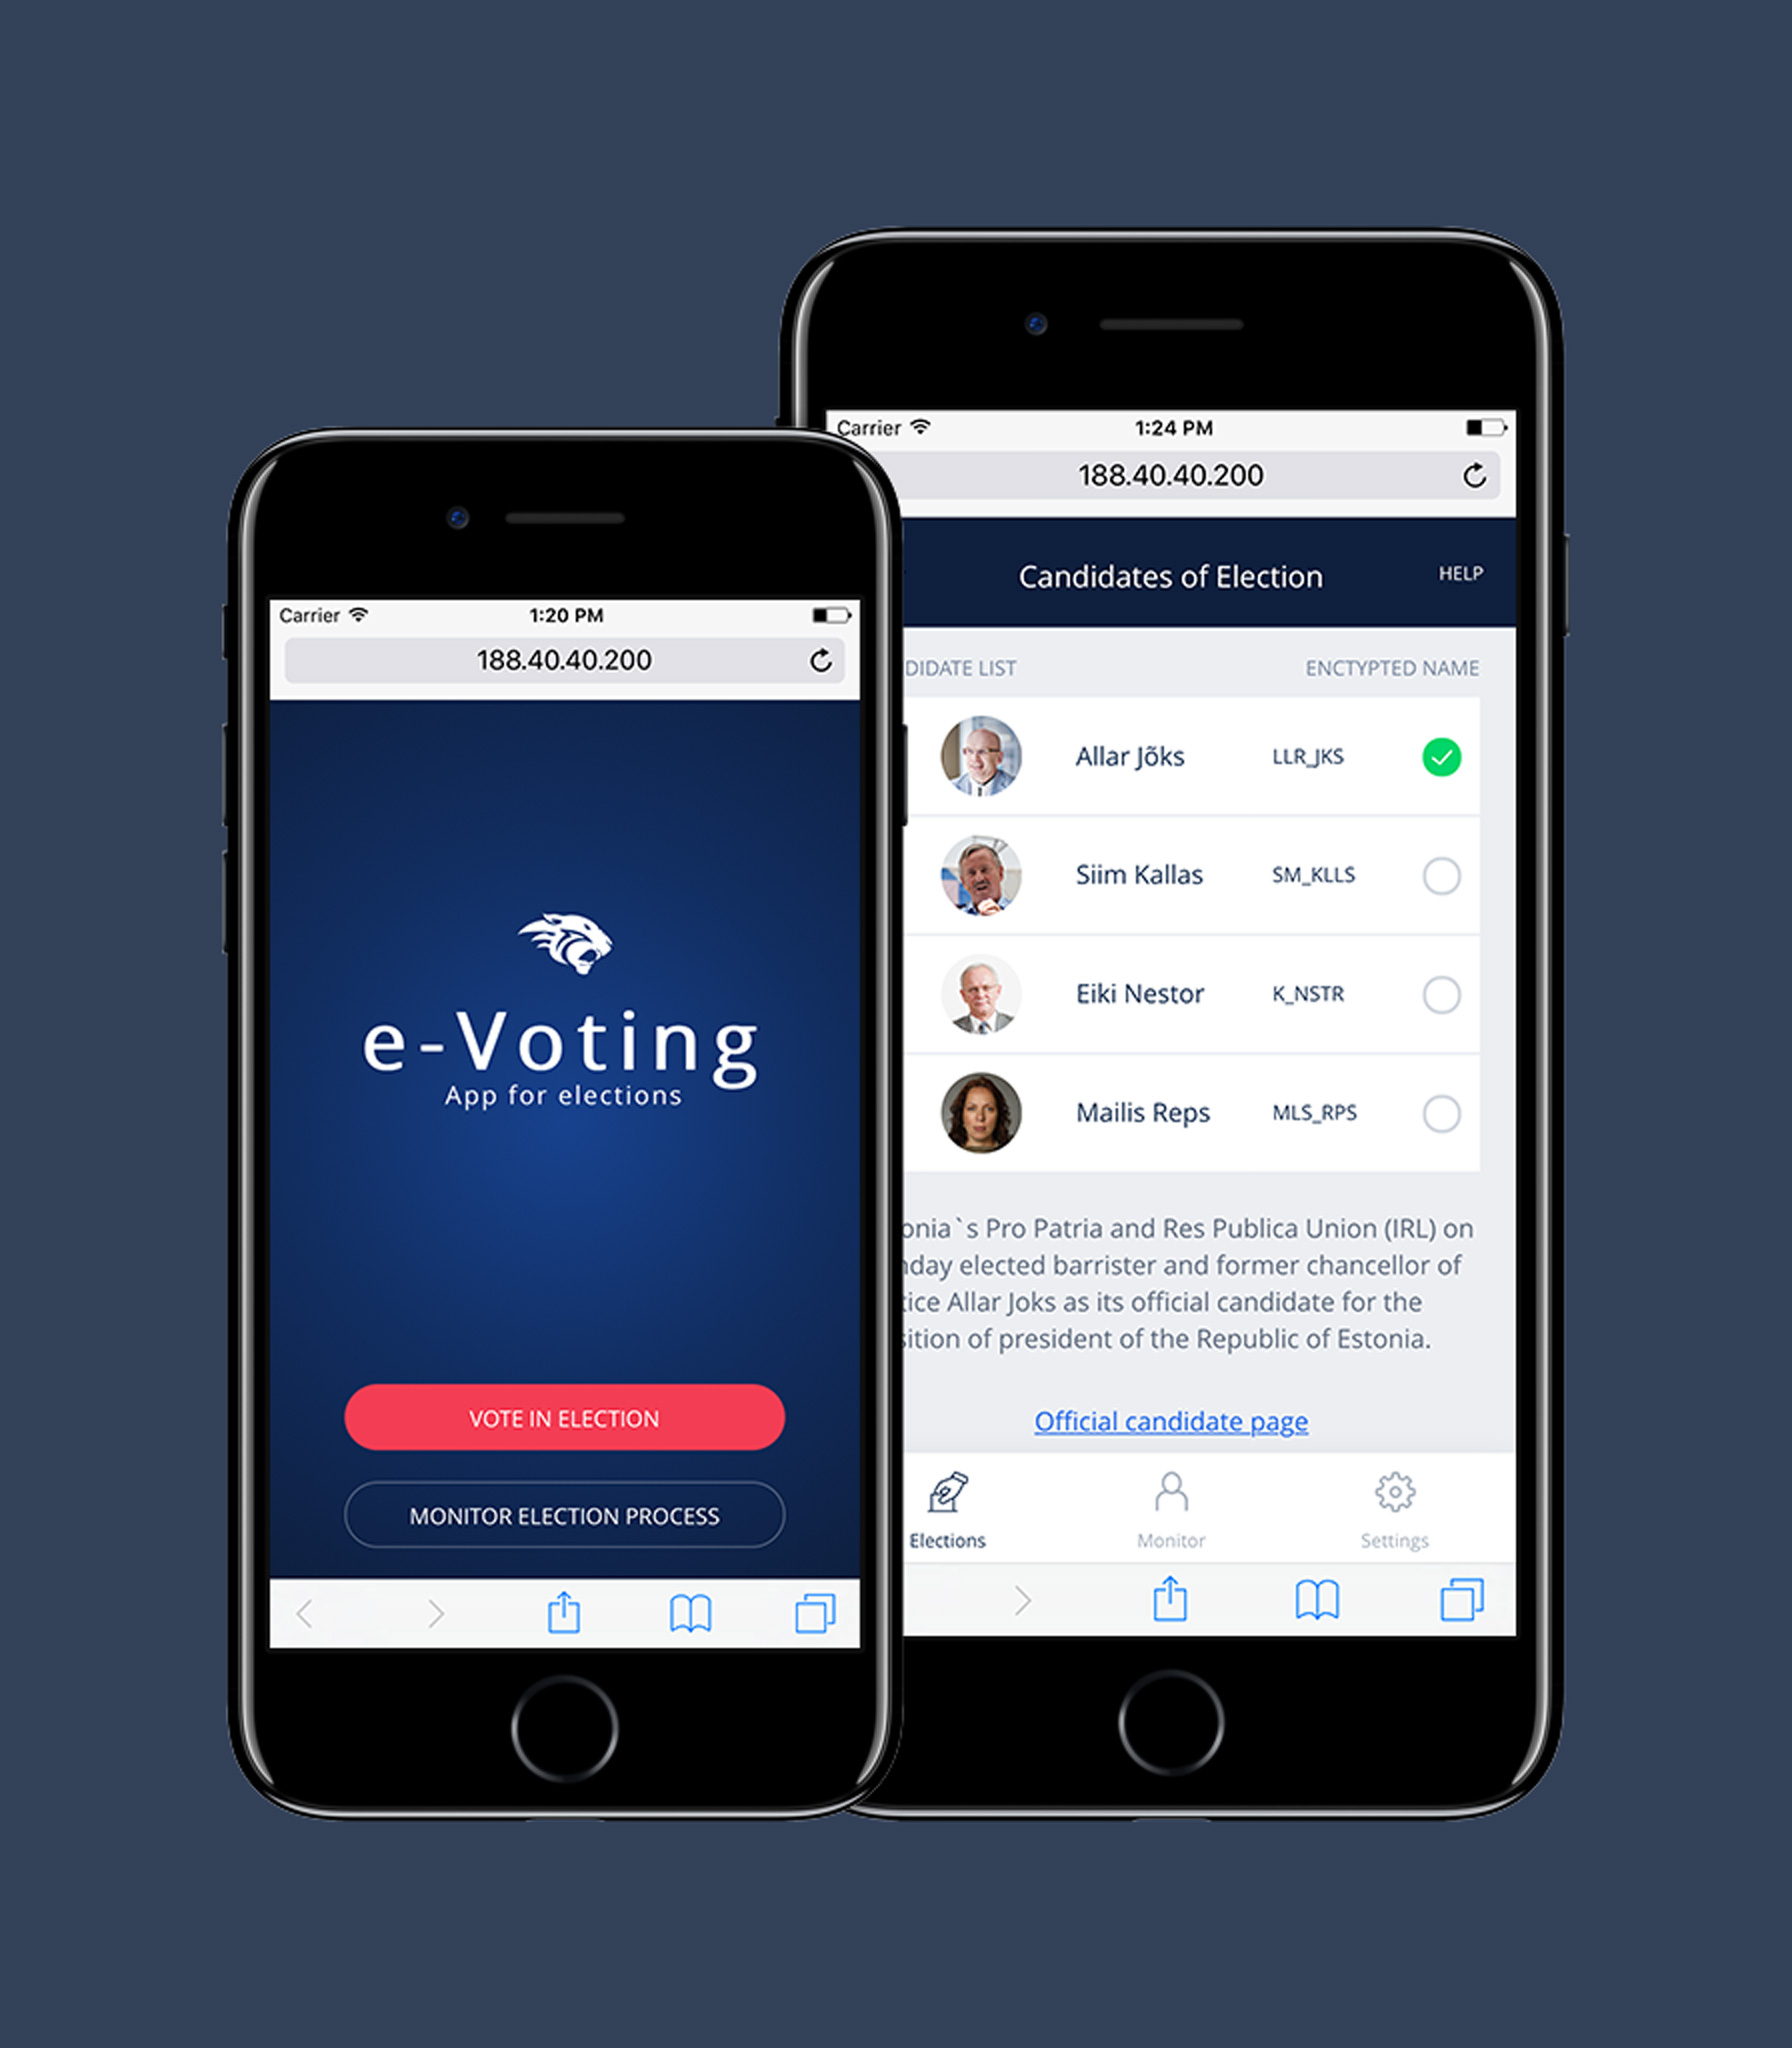 Carrier 1:20 PM
188.40.40.200
e-Voting
App for elections
VOTE IN ELECTION
MONITOR ELECTION PROCESS
Carrier 1:24 PM
188.40.40.200
Candidates of Election HELP
DIDATE LIST ENCTYPTED NAME
Allar Jõks LLR_JKS
Siim Kallas SM_KLLS
Eiki Nestor K_NSTR
Mailis Reps MLS_RPS
onia`s Pro Patria and Res Publica Union (IRL) on
nday elected barrister and former chancellor of
tice Allar Joks as its official candidate for the
sition of president of the Republic of Estonia.
Official candidate page
Elections Monitor Settings